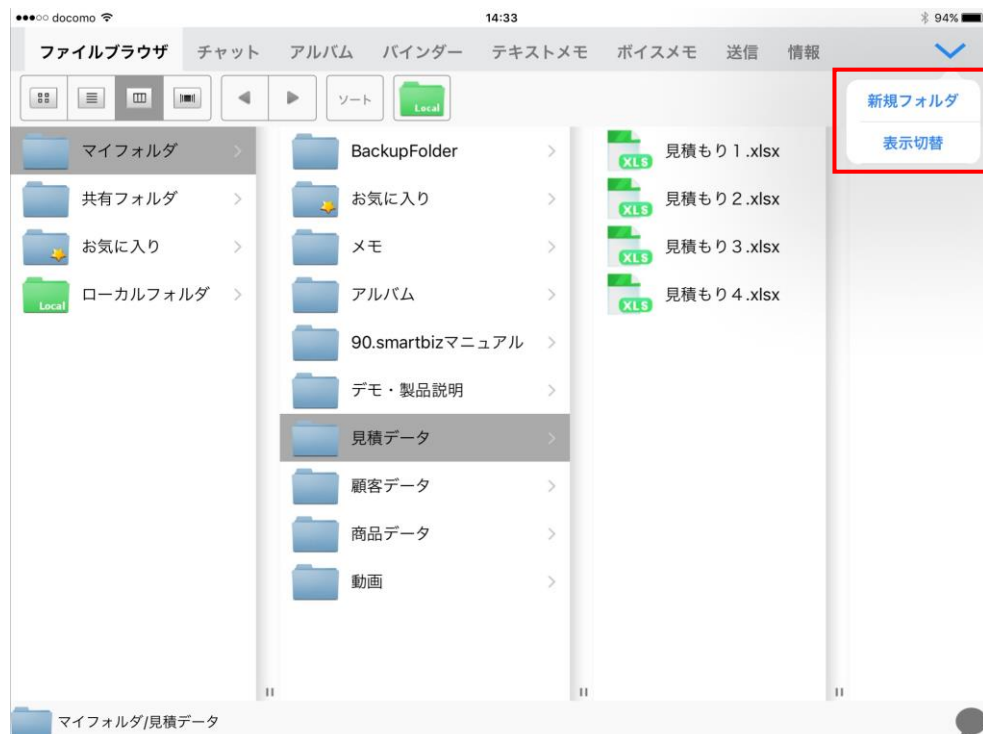 docomo 14:33 94%
ファイルブラウザ チャット アルバム バインダー テキストメモ ボイスメモ 送信 情報
ソート Local
新規フォルダ
表示切替
マイフォルダ
共有フォルダ
お気に入り
Local ローカルフォルダ
BackupFolder
お気に入り
メモ
アルバム
90.smartbizマニュアル
デモ・製品説明
見積データ
顧客データ
商品データ
動画
XLS 見積もり１.xlsx
XLS 見積もり２.xlsx
XLS 見積もり３.xlsx
XLS 見積もり４.xlsx
マイフォルダ/見積データ